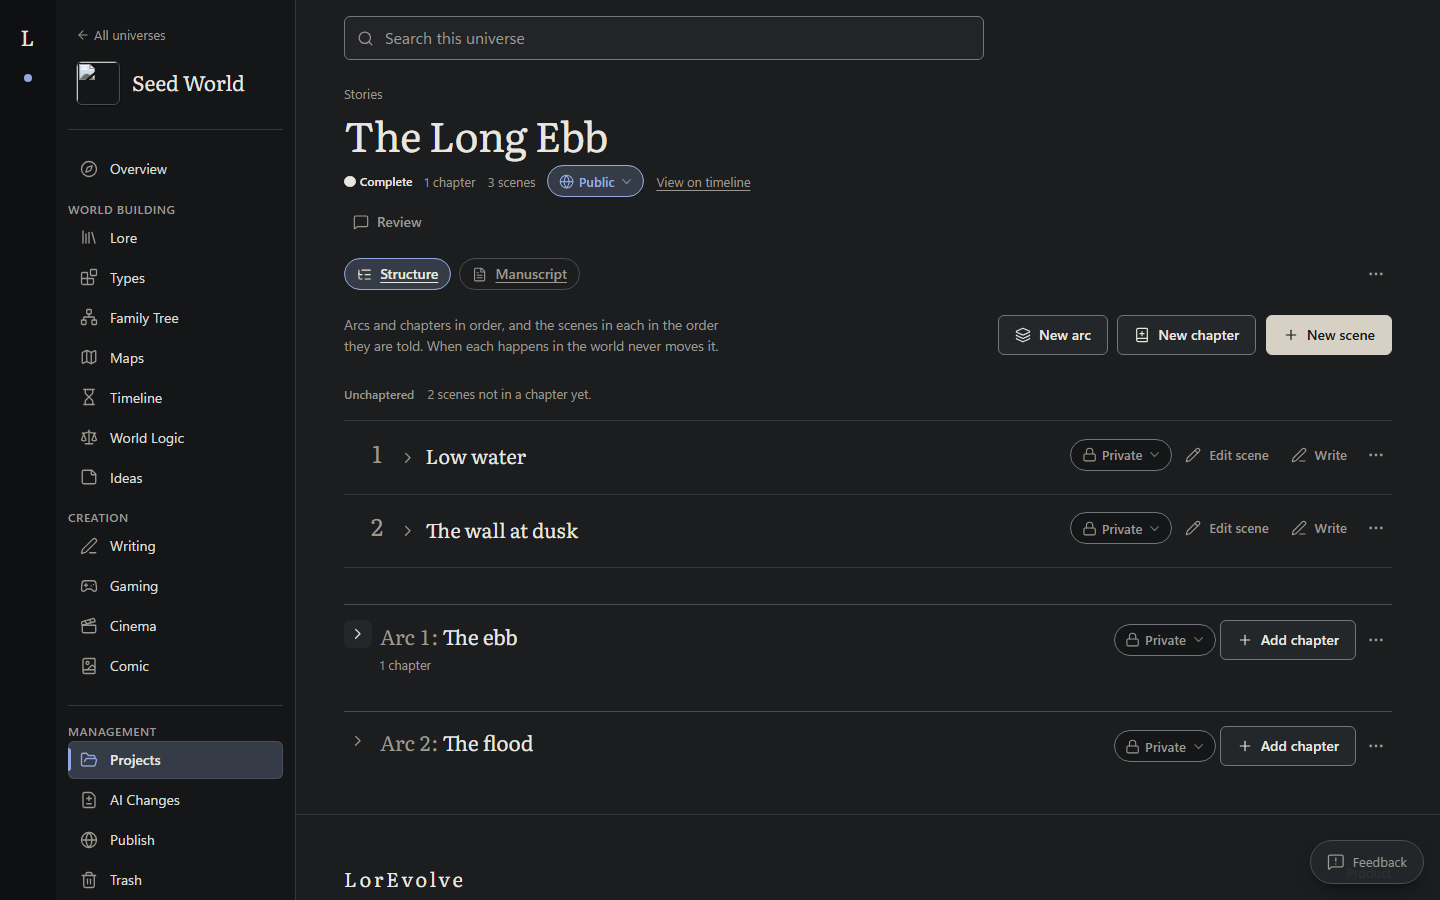 L
All universes
Seed World
Overview
WORLD BUILDING
Lore
Types
Family Tree
Maps
Timeline
World Logic
Ideas
CREATION
Writing
Gaming
Cinema
Comic
MANAGEMENT
Projects
AI Changes
Publish
Trash
Search this universe
Stories
The Long Ebb
Complete 1 chapter 3 scenes Public View on timeline
Review
Structure Manuscript
Arcs and chapters in order, and the scenes in each in the order
they are told. When each happens in the world never moves it.
New arc New chapter New scene
Unchaptered 2 scenes not in a chapter yet.
1 Low water Private Edit scene Write
2 The wall at dusk Private Edit scene Write
Arc 1: The ebb Private Add chapter
1 chapter
Arc 2: The flood Private Add chapter
LorEvolve
Feedback
Product